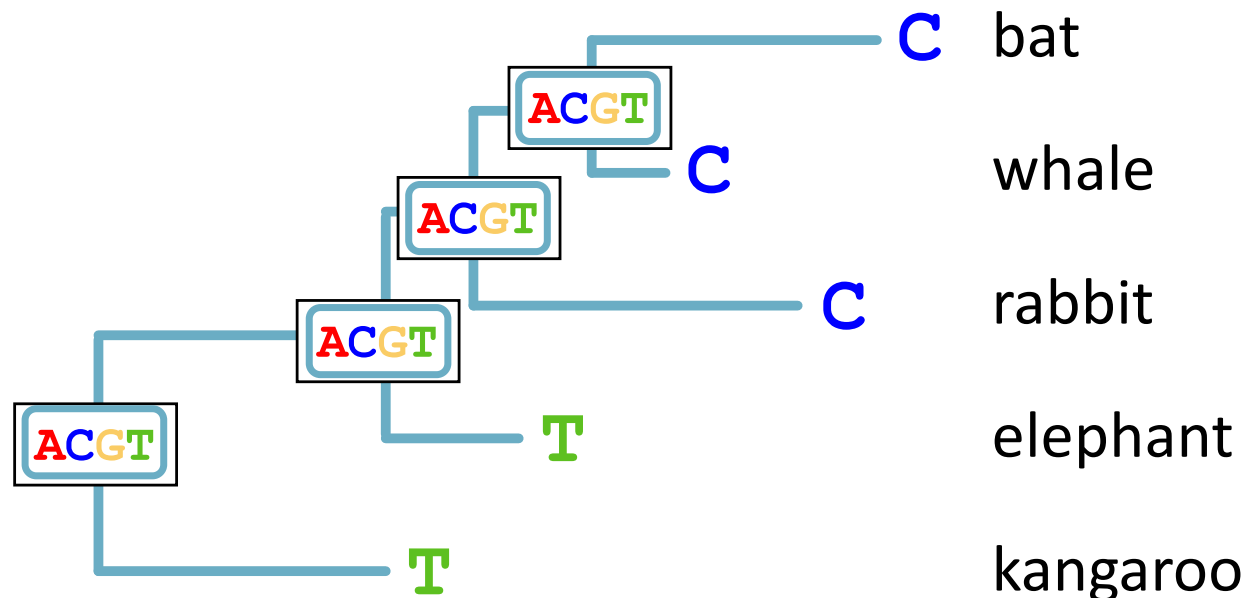 C bat
ACGT
C whale
ACGT
C rabbit
ACGT
T elephant
ACGT
T kangaroo